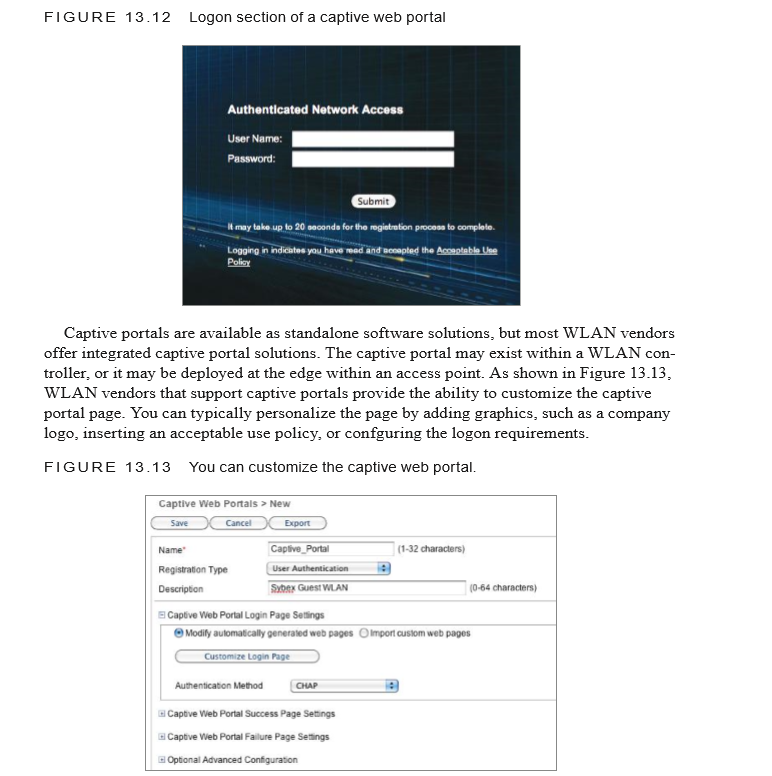 FIGURE 13.12 Logon section of a captive web portal
Authenticated Network Access
User Name:
Password:
Submit
It may take up to 20 seconds for the registration process to complete.
Logging in indicates you have read and accepted the Acceptable Use
Policy
Captive portals are available as standalone software solutions, but most WLAN vendors
offer integrated captive portal solutions. The captive portal may exist within a WLAN con-
troller, or it may be deployed at the edge within an access point. As shown in Figure 13.13,
WLAN vendors that support captive portals provide the ability to customize the captive
portal page. You can typically personalize the page by adding graphics, such as a company
logo, inserting an acceptable use policy, or confguring the logon requirements.
FIGURE 13.13 You can customize the captive web portal.
Captive Web Portals > New
Save Cancel Export
Name* Captive_Portal (1-32 characters)
Registration Type User Authentication
Description Sybex Guest WLAN (0-64 characters)
Captive Web Portal Login Page Settings
Modify automatically generated web pages Import custom web pages
Customize Login Page
Authentication Method CHAP
Captive Web Portal Success Page Settings
Captive Web Portal Failure Page Settings
Optional Advanced Configuration